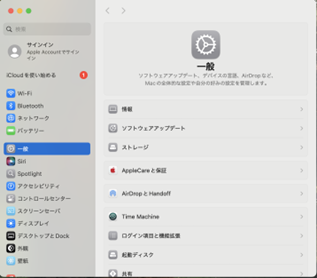 検索
サインイン
Apple Accountでサイン
イン
iCloudを使い始める
1
Wi-Fi
Bluetooth
ネットワーク
バッテリー
一般
Siri
Spotlight
アクセシビリティ
コントロールセンター
スクリーンセーバ
ディスプレイ
デスクトップとDock
外観
壁紙
一般
ソフトウェアアップデート、デバイスの言語、AirDropなど、
Macの全体的な設定や自分の好みの設定を管理します。
情報
ソフトウェアアップデート
ストレージ
AppleCareと保証
AirDropとHandoff
Time Machine
ログイン項目と機能拡張
起動ディスク
共有